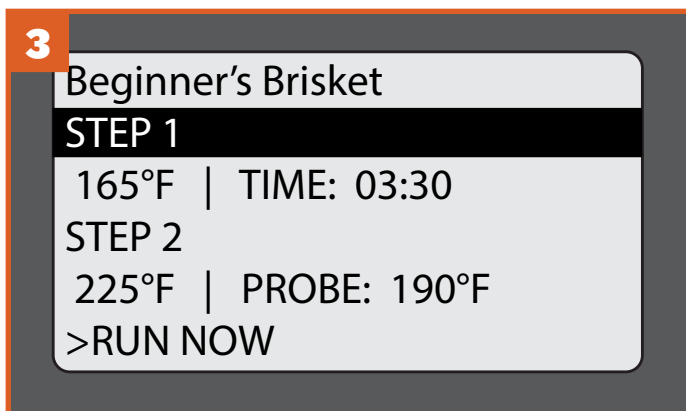 3
Beginner's Brisket
STEP 1
165°F | TIME: 03:30
STEP 2
225°F | PROBE: 190°F
>RUN NOW